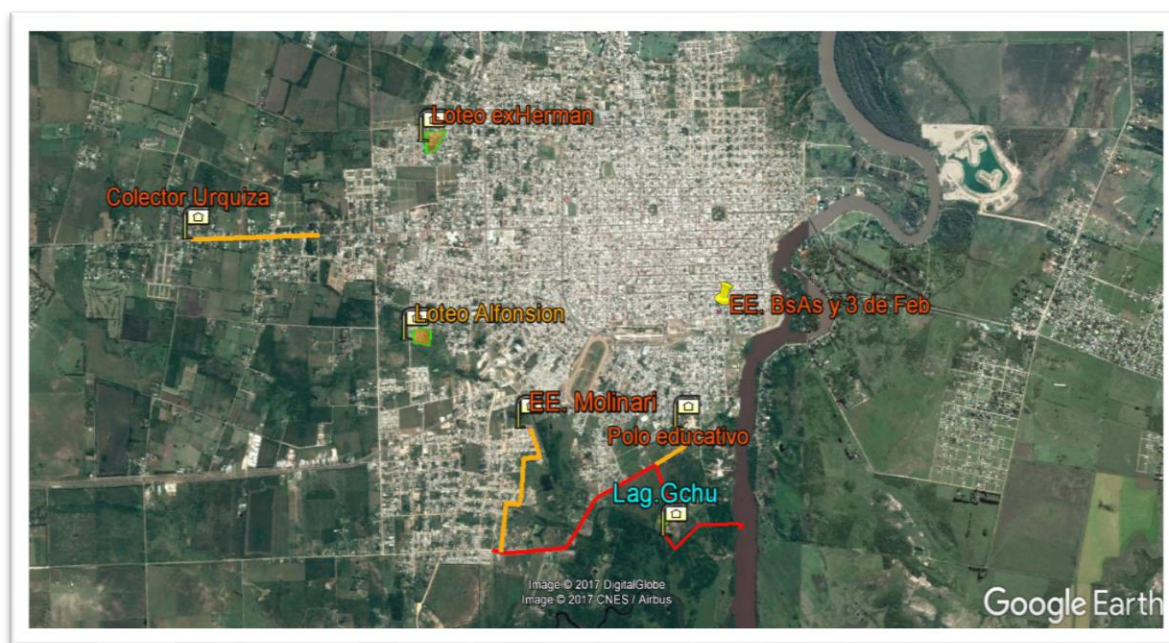 Loteo exHerman
Colector Urquiza
Loteo Alfonsion
EE. BsAs y 3 de Feb
EE. Molinari
Polo educativo
Lag.Gchu
Image © 2017 DigitalGlobe
Image © 2017 CNES / Airbus
Google Earth